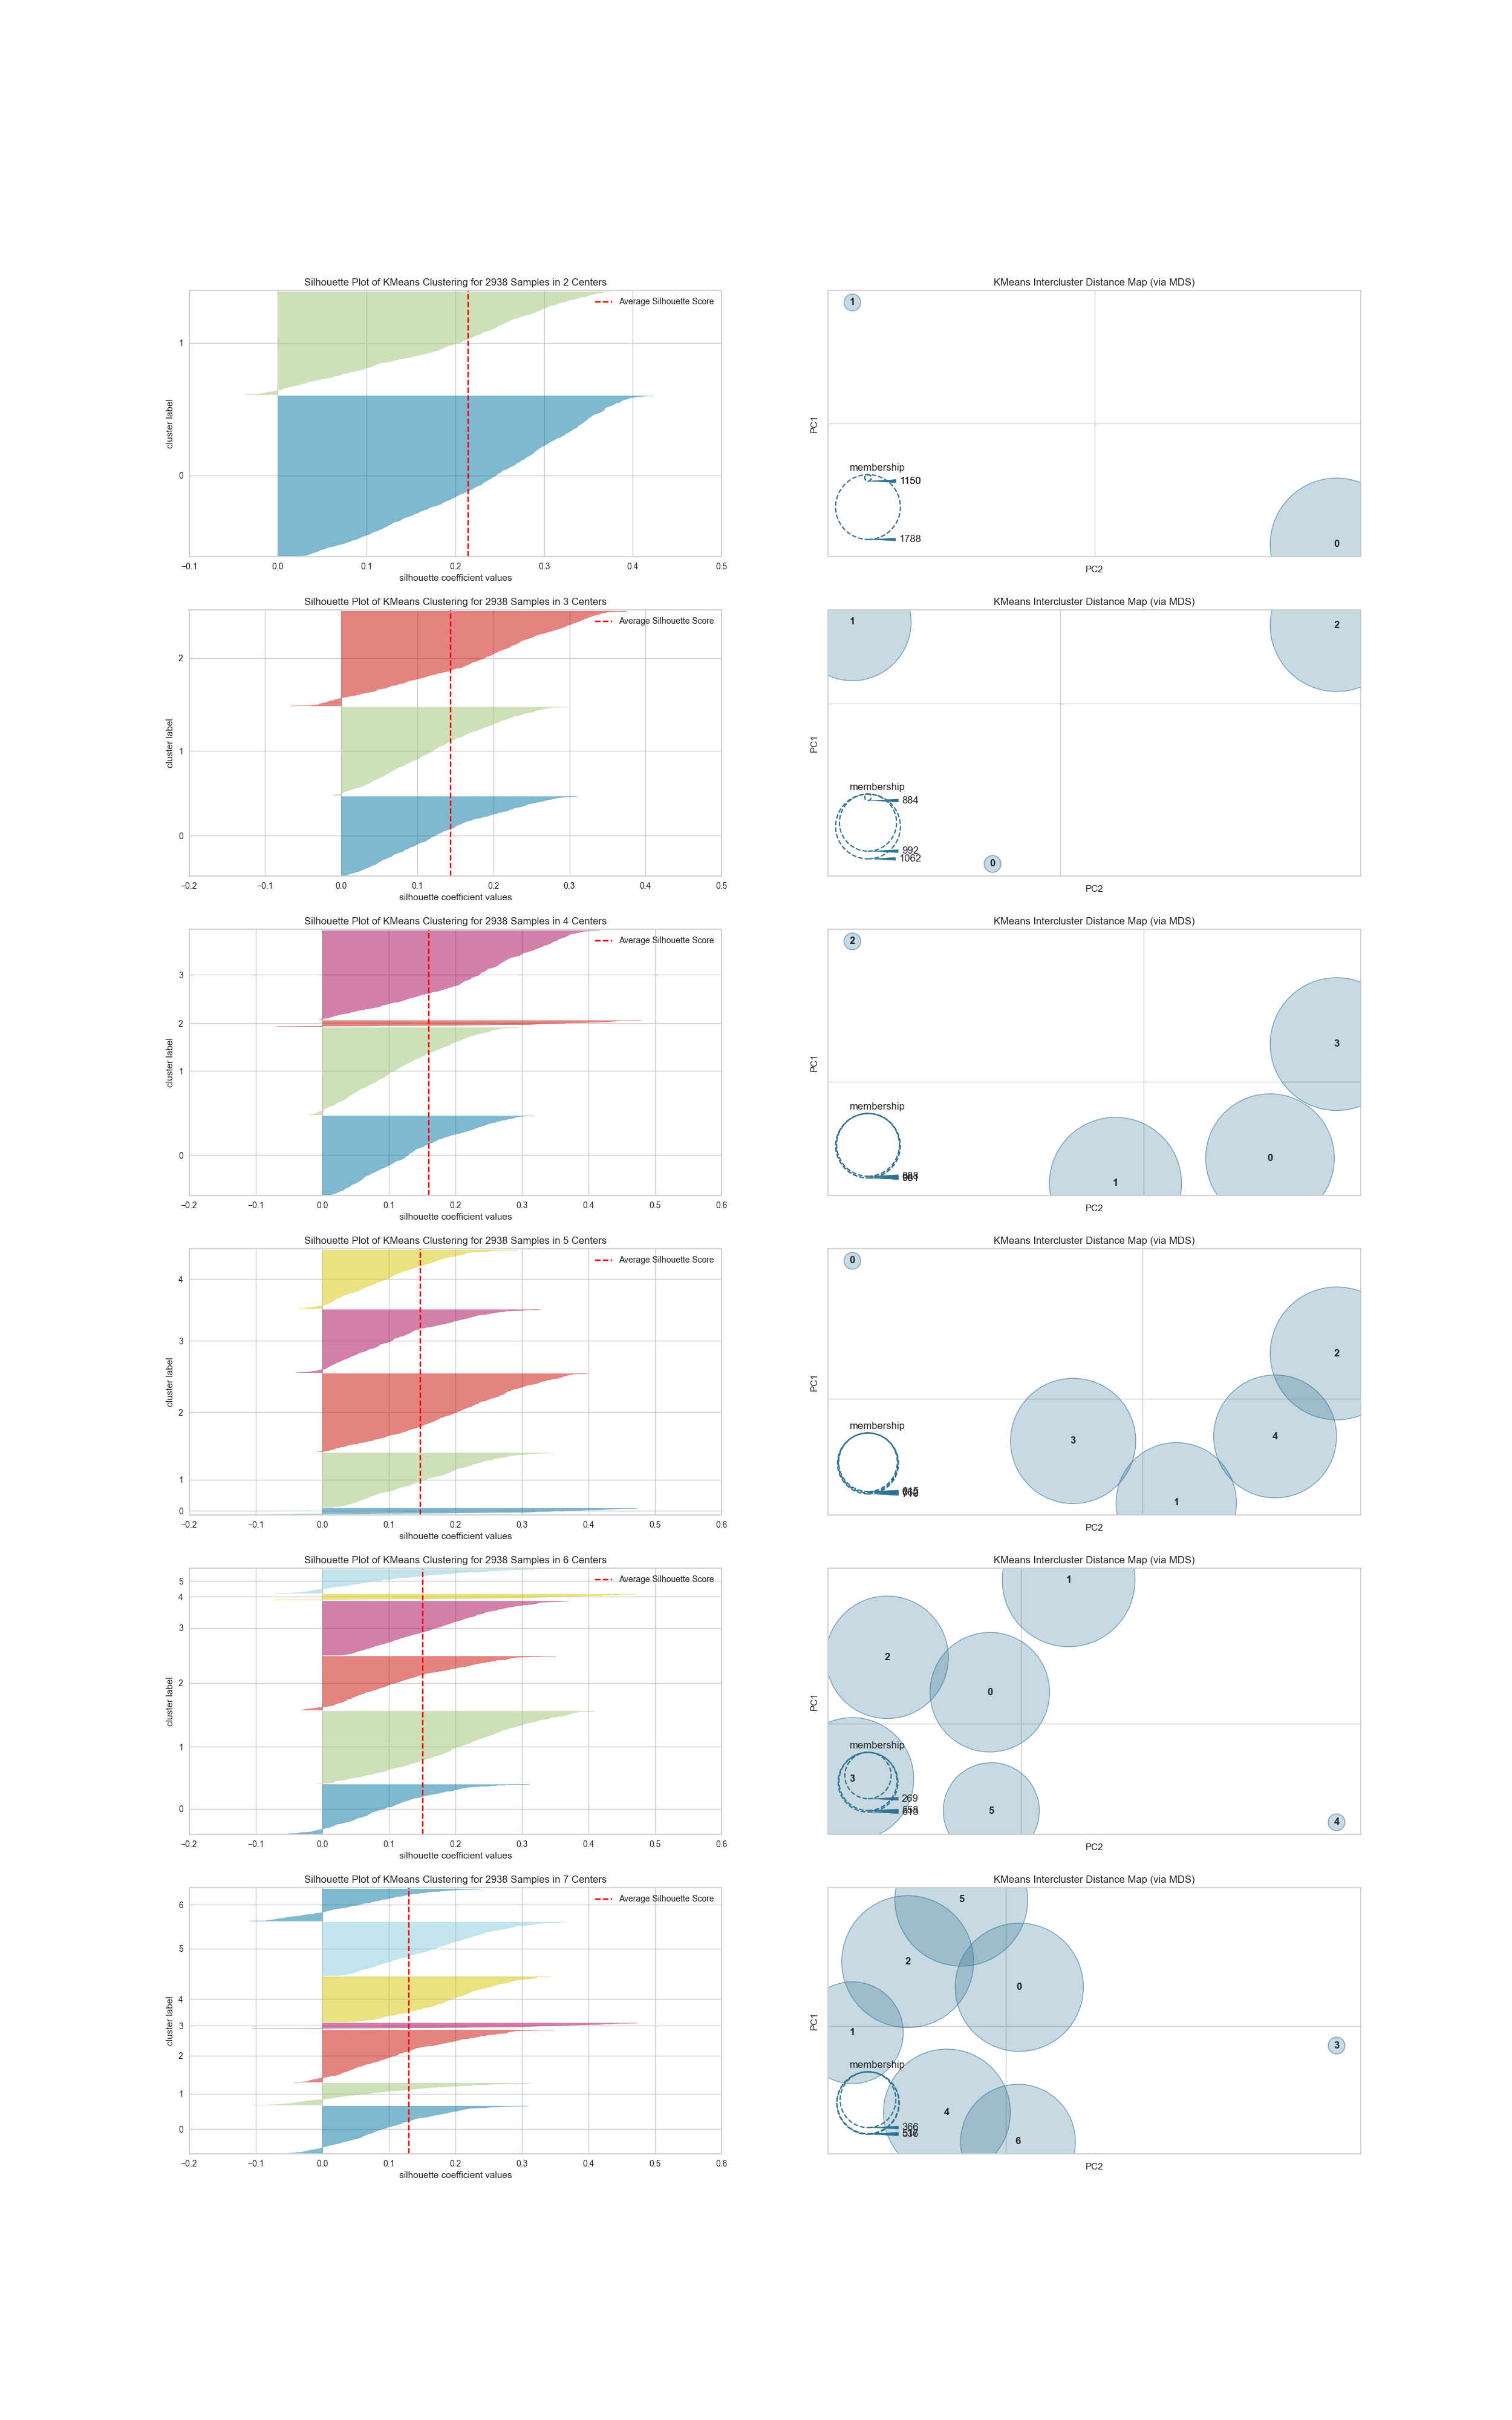 Silhouette Plot of KMeans Clustering for 2938 Samples in 2 Centers
Average Silhouette Score
1
0
cluster label
−0.1 0.0 0.1 0.2 0.3 0.4 0.5
silhouette coefficient values
KMeans Intercluster Distance Map (via MDS)
1
PC1
membership
1150
1788
0
PC2
Silhouette Plot of KMeans Clustering for 2938 Samples in 3 Centers
Average Silhouette Score
2
1
0
cluster label
−0.2 −0.1 0.0 0.1 0.2 0.3 0.4 0.5
silhouette coefficient values
KMeans Intercluster Distance Map (via MDS)
1
2
PC1
membership
884
992
1062
0
PC2
Silhouette Plot of KMeans Clustering for 2938 Samples in 4 Centers
Average Silhouette Score
3
2
1
0
cluster label
−0.2 −0.1 0.0 0.1 0.2 0.3 0.4 0.5 0.6
silhouette coefficient values
KMeans Intercluster Distance Map (via MDS)
2
3
PC1
membership
0
1
PC2
Silhouette Plot of KMeans Clustering for 2938 Samples in 5 Centers
Average Silhouette Score
4
3
2
1
0
cluster label
−0.2 −0.1 0.0 0.1 0.2 0.3 0.4 0.5 0.6
silhouette coefficient values
KMeans Intercluster Distance Map (via MDS)
0
2
PC1
membership
3
4
1
PC2
Silhouette Plot of KMeans Clustering for 2938 Samples in 6 Centers
Average Silhouette Score
5
4
3
2
1
0
cluster label
−0.2 −0.1 0.0 0.1 0.2 0.3 0.4 0.5 0.6
silhouette coefficient values
KMeans Intercluster Distance Map (via MDS)
1
2
0
PC1
membership
3
269
5
4
PC2
Silhouette Plot of KMeans Clustering for 2938 Samples in 7 Centers
Average Silhouette Score
6
5
4
3
2
1
0
cluster label
−0.2 −0.1 0.0 0.1 0.2 0.3 0.4 0.5 0.6
silhouette coefficient values
KMeans Intercluster Distance Map (via MDS)
5
2
0
PC1
1
3
membership
4
366
6
PC2